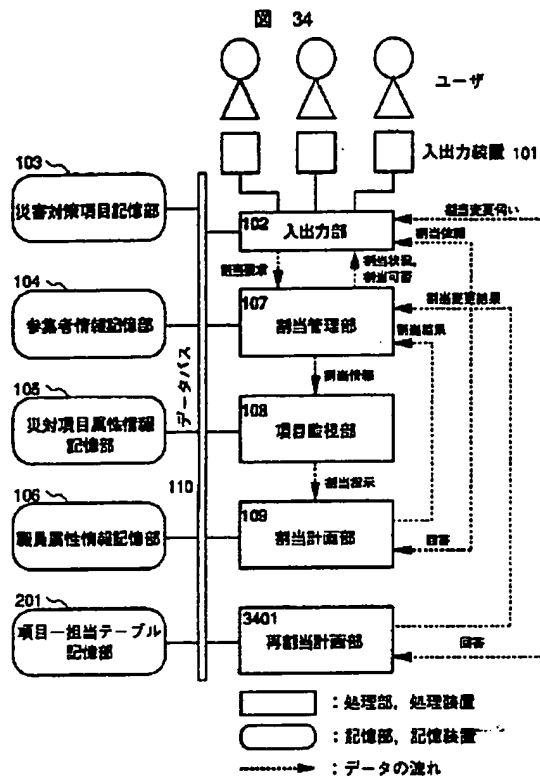 図 34
ユーザ
入出力装置 101
103
災害対策項目記憶部
102
入出力部
割当変更伺い
割当依頼
割当要求
割当状況,
割当可否
104
参集者情報記憶部
107
割当管理部
割当変更結果
割当結果
データバス
割当情報
105
災対項目属性情報
記憶部
108
項目監視部
割当指示
110
106
職員属性情報記憶部
109
割当計画部
回答
201
項目ー担当テーブル
記憶部
3401
再割当計画部
回答
:処理部,処理装置
:記憶部,記憶装置
:データの流れ